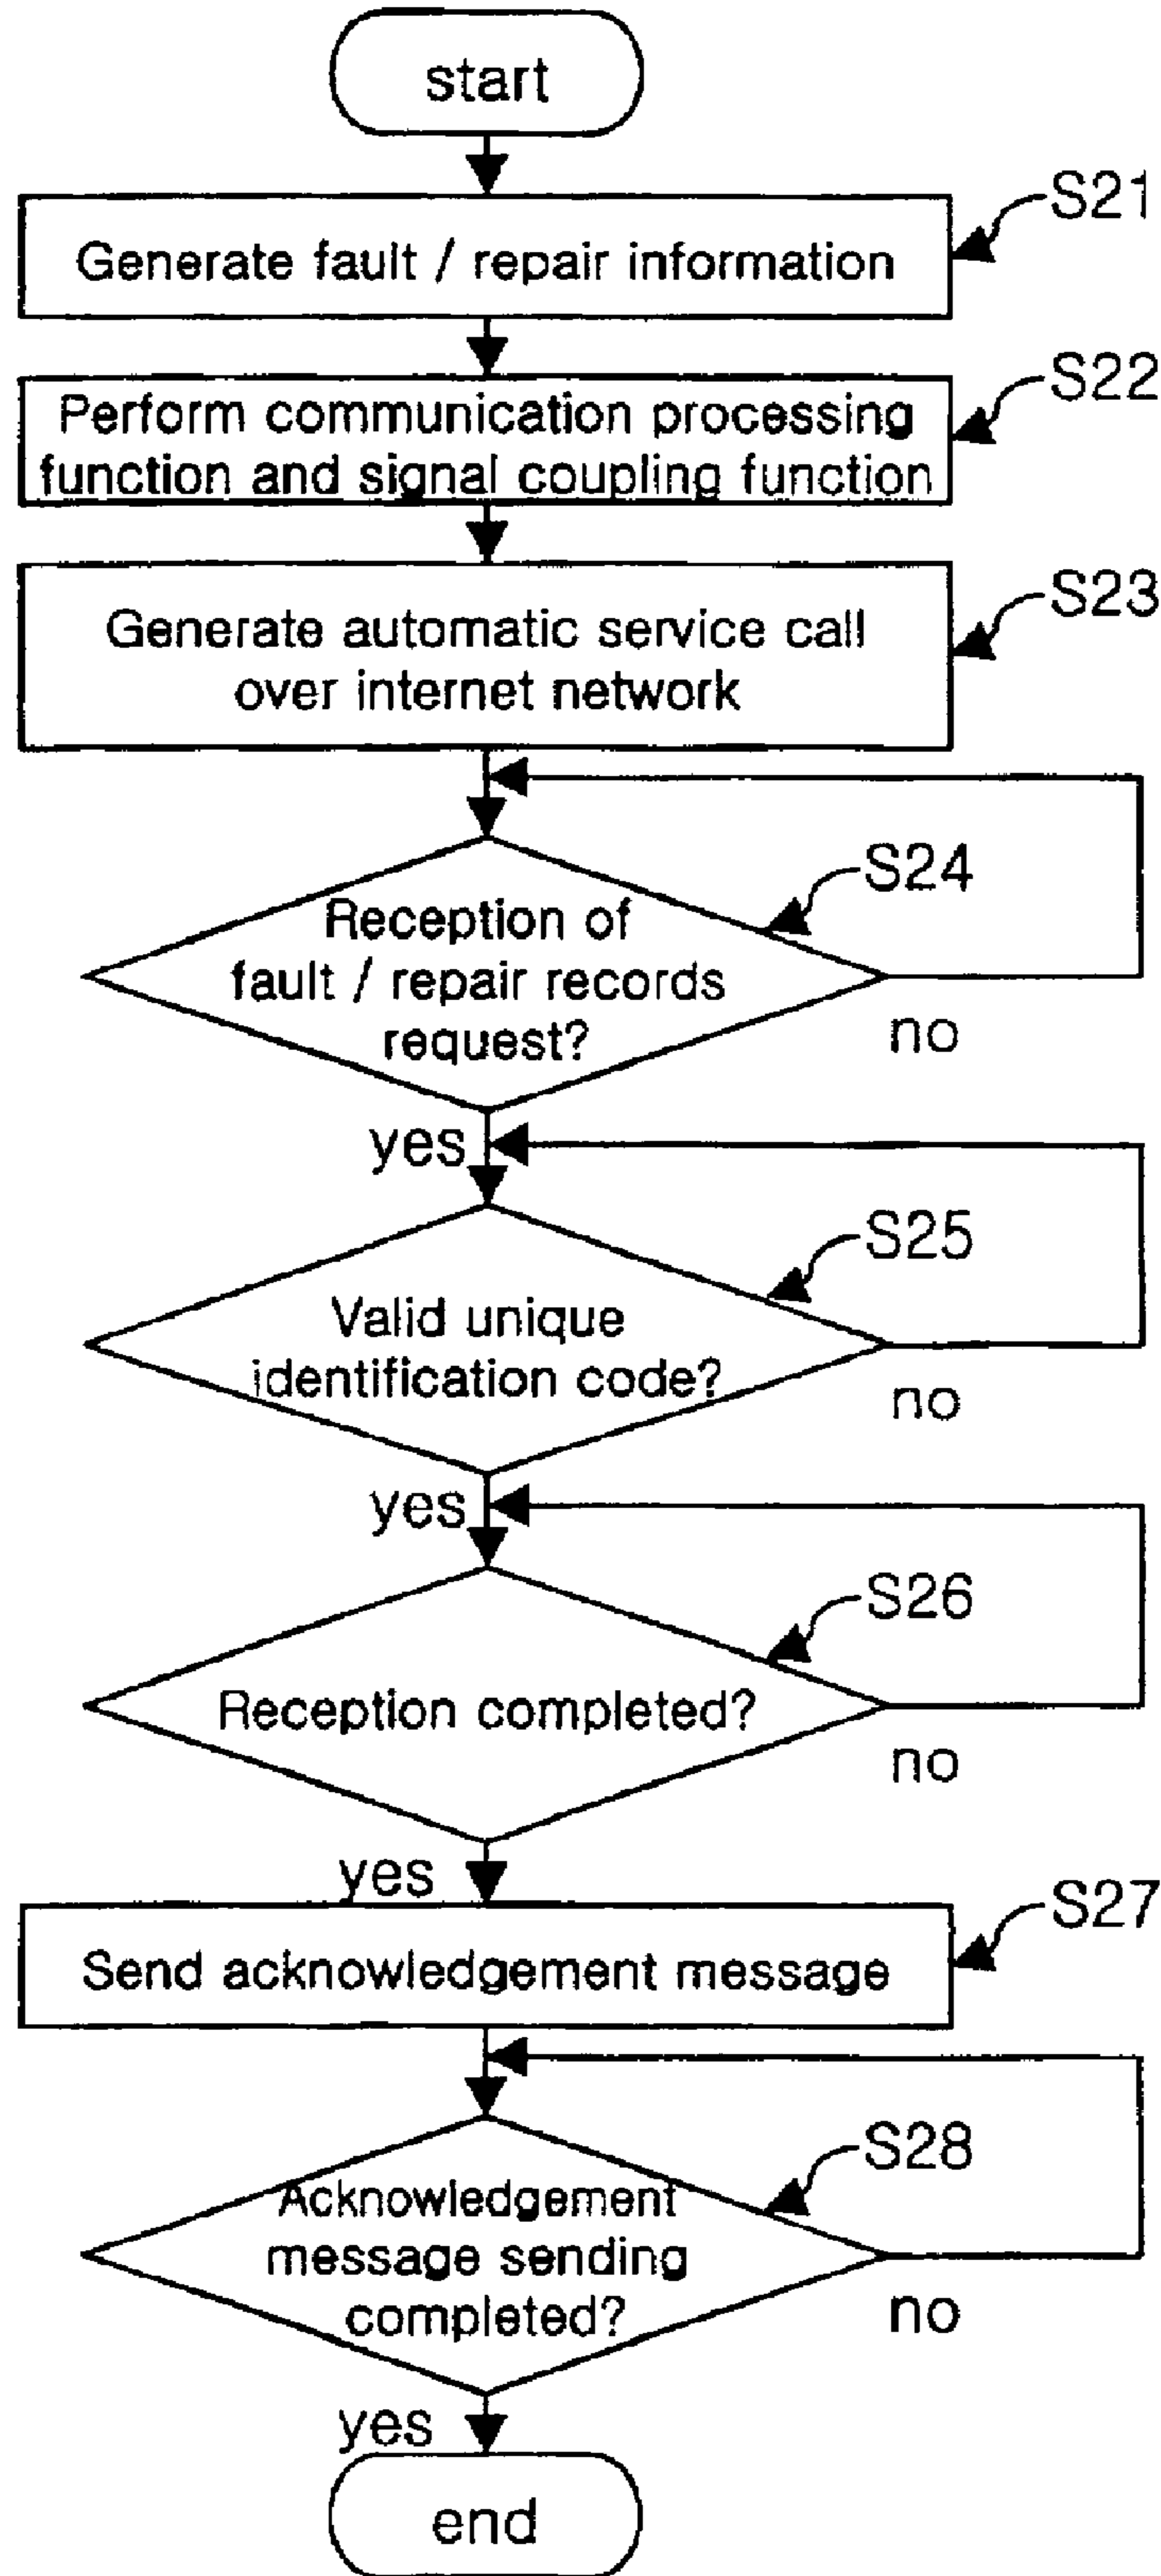 start
S21
Generate fault / repair information
S22
Perform communication processing
function and signal coupling function
S23
Generate automatic service call
over internet network
S24
Reception of
fault / repair records
request?
no
yes
S25
Valid unique
identification code?
no
yes
S26
Reception completed?
no
yes
S27
Send acknowledgement message
S28
Acknowledgement
message sending
completed?
no
yes
end